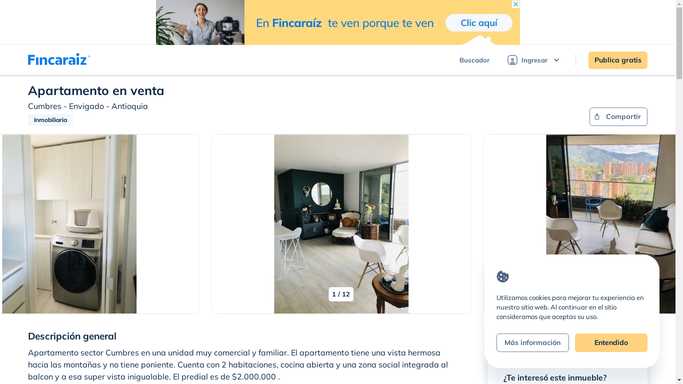 En Fincaraíz te ven porque te ven
Clic aquí
Fincaraíz
Buscador
Ingresar
Publica gratis
Apartamento en venta
Cumbres - Envigado - Antioquia
Inmobiliaria
Compartir
1 / 12
Utilizamos cookies para mejorar tu experiencia en
nuestro sitio web. Al continuar en el sitio
consideramos que aceptas su uso.
Más información
Entendido
Descripción general
Apartamento sector Cumbres en una unidad muy comercial y familiar. El apartamento tiene una vista hermosa
hacia las montañas y no tiene poniente. Cuenta con 2 habitaciones, cocina abierta y una zona social integrada al
balcon y a esa super vista inigualable. El predial es de $2.000.000 .
¿Te interesó este inmueble?